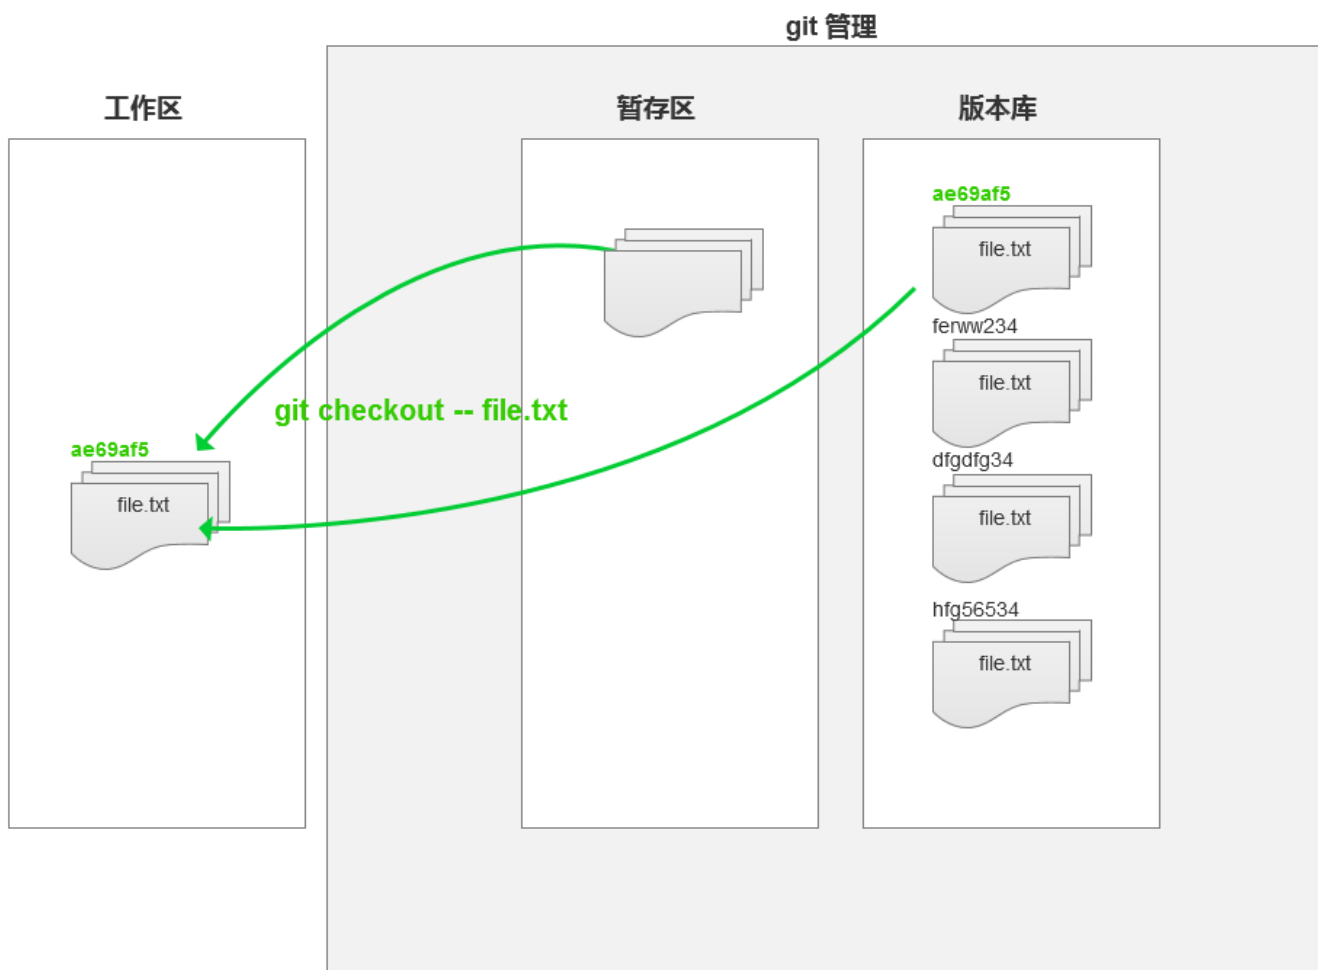 git 管理
工作区
暂存区
版本库
ae69af5
file.txt
ferww234
file.txt
git checkout -- file.txt
ae69af5
file.txt
dfgdfg34
file.txt
hfg56534
file.txt